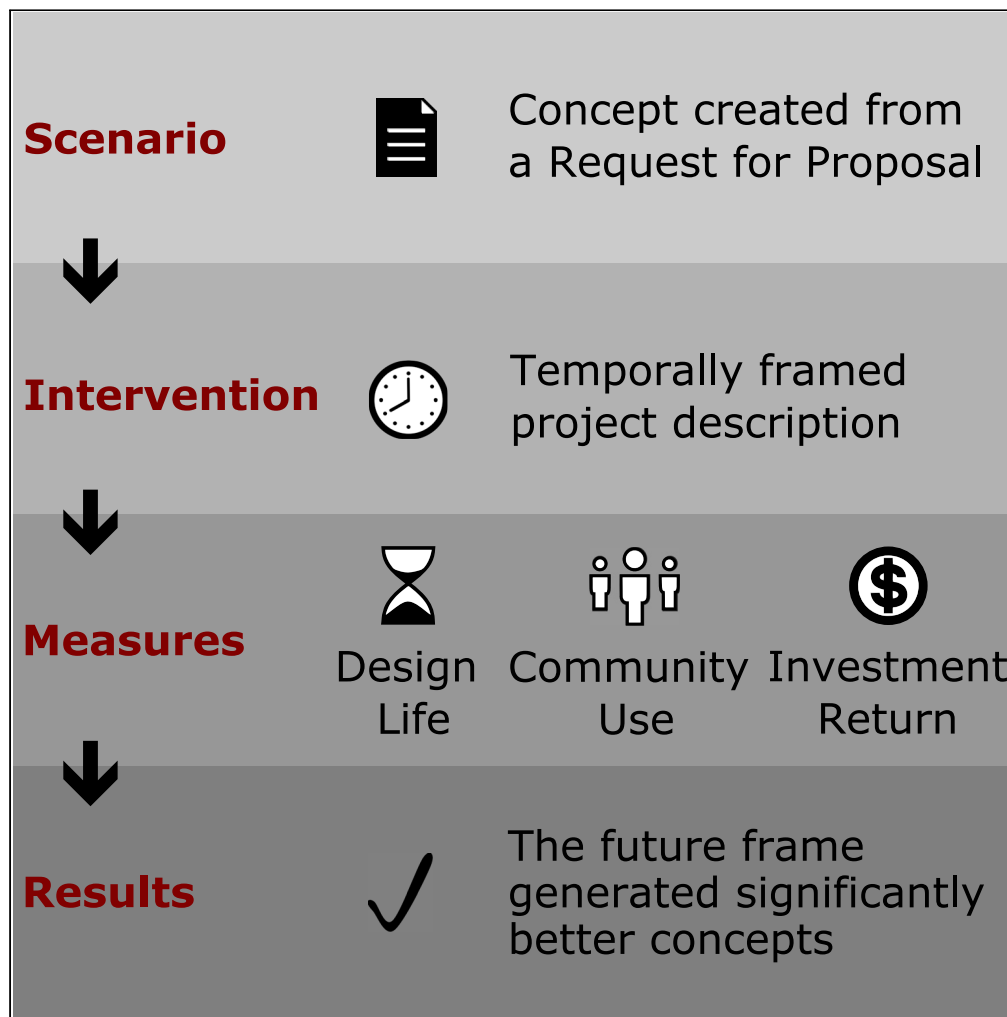 Scenario
Concept created from
a Request for Proposal
Intervention
Temporally framed
project description
Measures
Design
Life
Community
Use
Investment
Return
$
Results
The future frame
generated significantly
better concepts